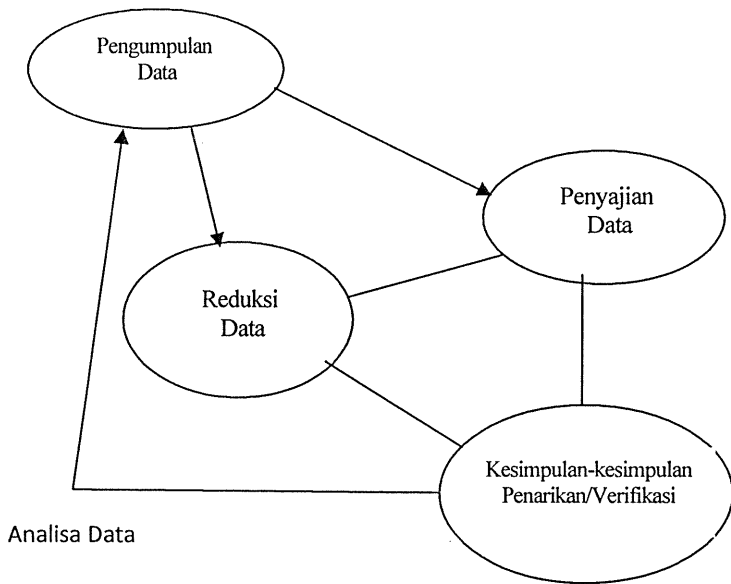 Pengumpulan
Data
Penyajian
Data
Reduksi
Data
Kesimpulan-kesimpulan
Penarikan/Verifikasi
Analisa Data